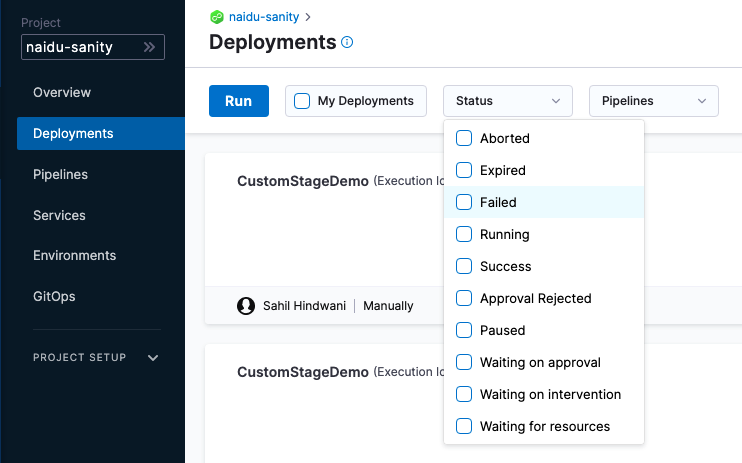 Project
naidu-sanity
Overview
Deployments
Pipelines
Services
Environments
GitOps
PROJECT SETUP
naidu-sanity
Deployments
Run
My Deployments
Status
Pipelines
Aborted
Expired
Failed
Running
Success
Approval Rejected
Paused
Waiting on approval
Waiting on intervention
Waiting for resources
CustomStageDemo (Execution
Sahil Hindwani | Manually
CustomStageDemo (Execution